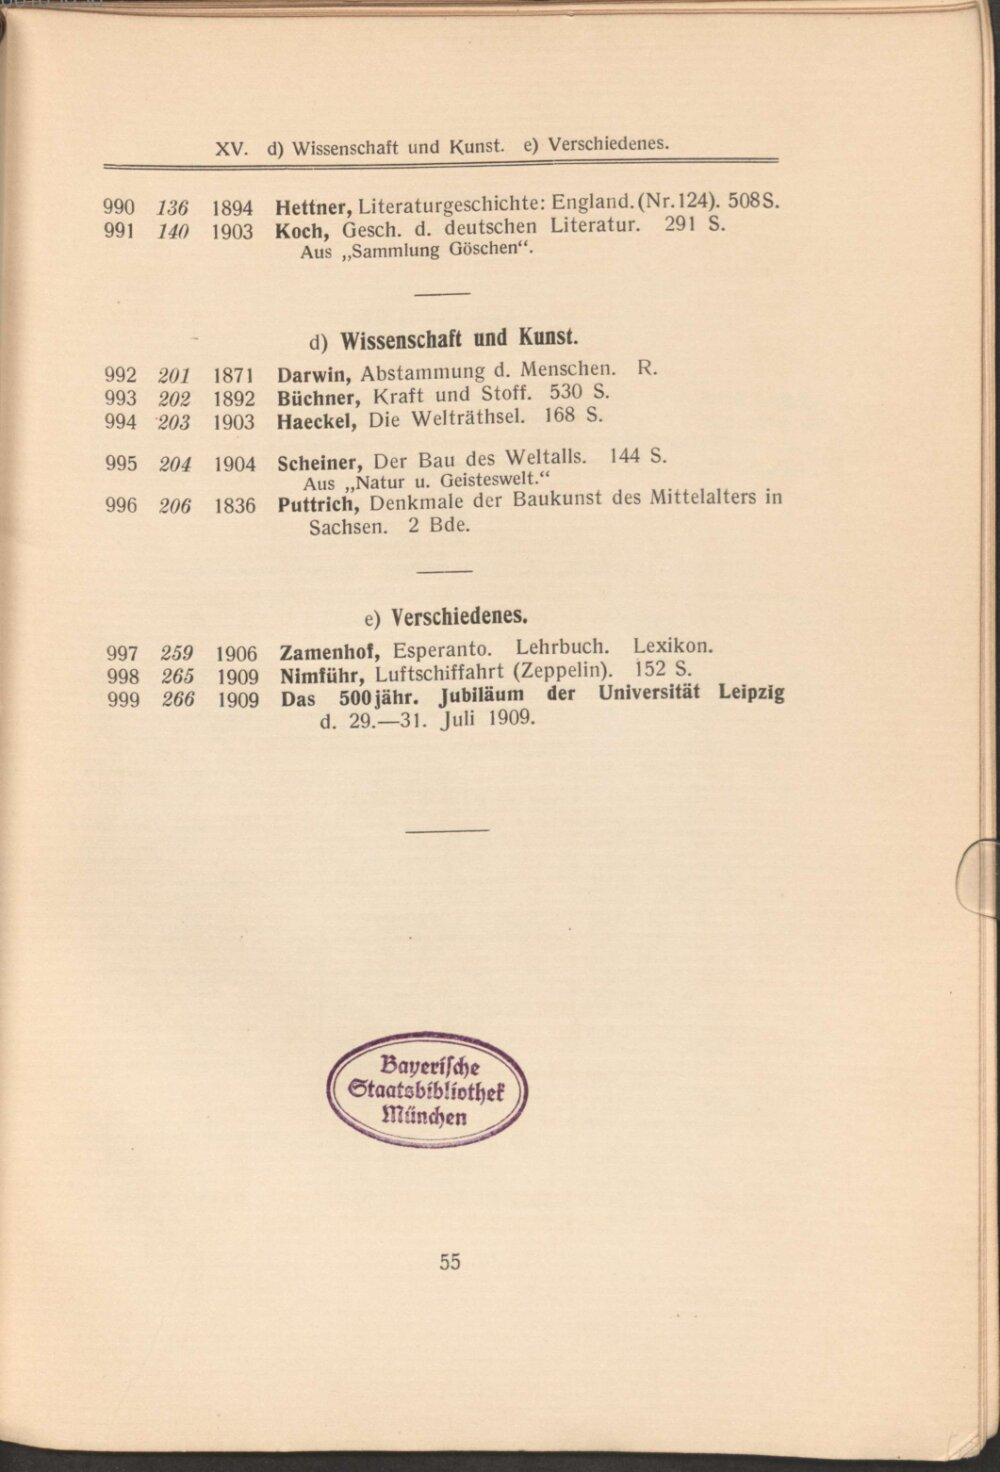 XV. d) Wissenschaft und Kunst. e) Verschiedenes.
990 136 1894 Hettner, Literaturgeschichte: England. (Nr. 124). 508 S.
991 140 1903 Koch, Gesch. d. deutschen Literatur. 291 S.
Aus „Sammlung Göschen“.
d) Wissenschaft und Kunst.
992 201 1871 Darwin, Abstammung d. Menschen. R.
993 202 1892 Büchner, Kraft und Stoff. 530 S.
994 203 1903 Haeckel, Die Welträthsel. 168 S.
995 204 1904 Scheiner, Der Bau des Weltalls. 144 S.
Aus „Natur u. Geisteswelt.“
996 206 1836 Puttrich, Denkmale der Baukunst des Mittelalters in
Sachsen. 2 Bde.
e) Verschiedenes.
997 259 1906 Zamenhof, Esperanto. Lehrbuch. Lexikon.
998 265 1909 Nimführ, Luftschiffahrt (Zeppelin). 152 S.
999 266 1909 Das 500jähr. Jubiläum der Universität Leipzig
d. 29.—31. Juli 1909.
Bayerische
Staatsbibliothek
München
55